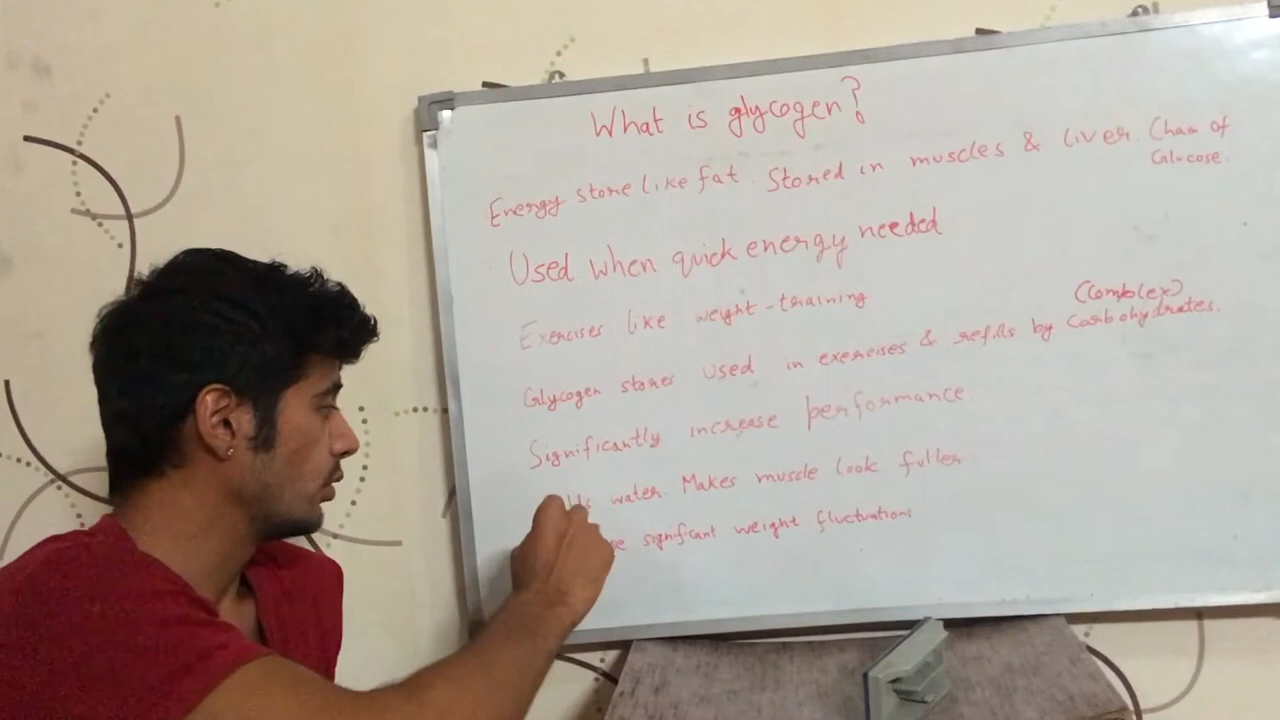 What is glycogen?
Energy store like fat. Stored in muscles & liver. Chain of
Glucose.
Used when quick energy needed
Exercises like weight-training
(Complex)
Glycogen stores used in exercises & refills by Carbohydrates.
Significantly increase performance.
water. Makes muscle look fuller
significant weight fluctuations